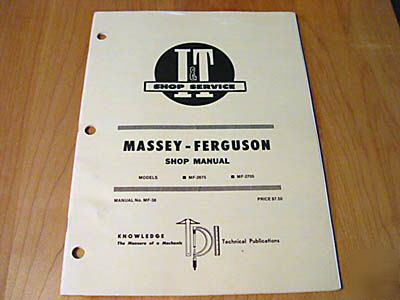 I&T
SHOP SERVICE
MASSEY-FERGUSON
SHOP MANUAL
MODELS ■ MF-2675 ■ MF-2705
MANUAL No. MF-38 PRICE $7.50
KNOWLEDGE
The Measure of a Mechanic
TP
Technical Publications